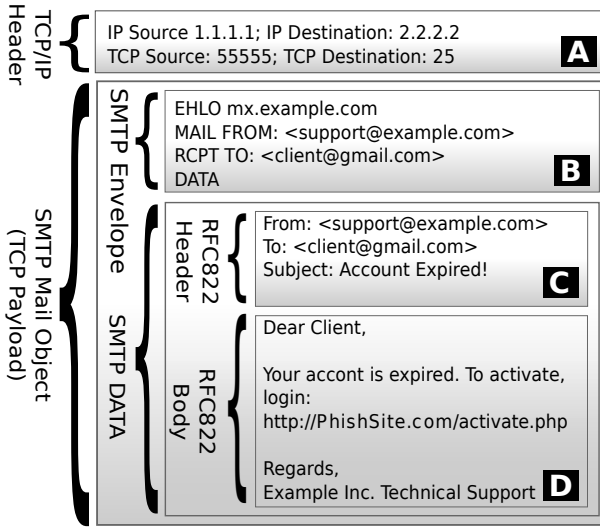 TCP/IP
Header
IP Source 1.1.1.1; IP Destination: 2.2.2.2
TCP Source: 55555; TCP Destination: 25
A
SMTP Mail Object
(TCP Payload)
SMTP Envelope
EHLO mx.example.com
MAIL FROM: <support@example.com>
RCPT TO: <client@gmail.com>
DATA
B
SMTP DATA
RFC822
Header
From: <support@example.com>
To: <client@gmail.com>
Subject: Account Expired!
C
RFC822
Body
Dear Client,
Your accont is expired. To activate,
login:
http://PhishSite.com/activate.php
Regards,
Example Inc. Technical Support
D